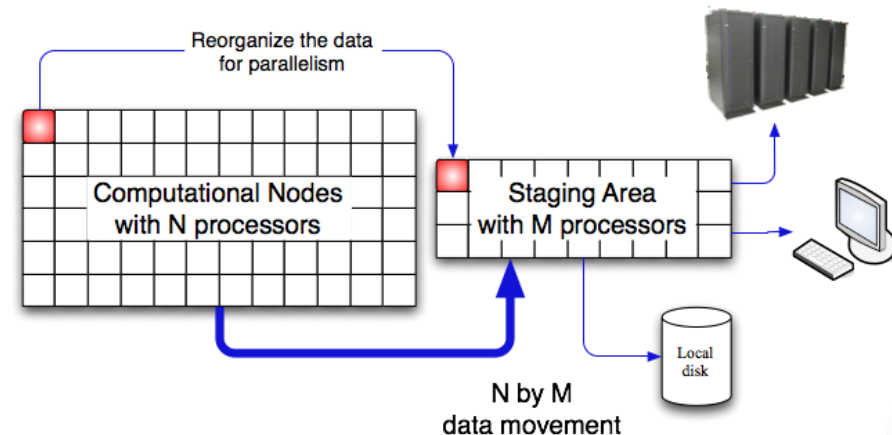 Reorganize the data
for parallelism
Computational Nodes
with N processors
Staging Area
with M processors
Local
disk
N by M
data movement